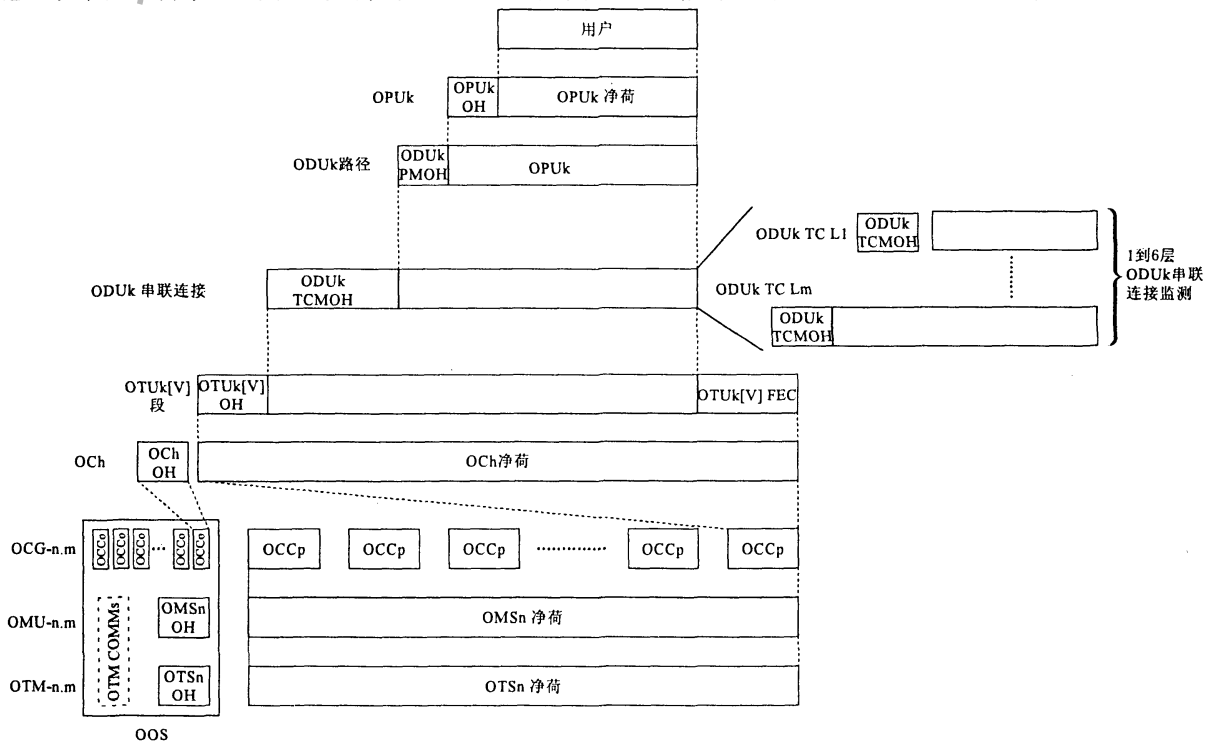 用户
OPUk
OPUk
OH
OPUk 净荷
ODUk路径
ODUk
PMOH
OPUk
ODUk 串联连接
ODUk
TCMOH
ODUk TC L1
ODUk
TCMOH
ODUk TC Lm
ODUk
TCMOH
1到6层
ODUk串联
连接监测
OTUk[V]
段
OTUk[V]
OH
OTUk[V] FEC
OCh
OCh
OH
OCh净荷
OCG-n.m
OCCo
OCCo
OCCo
OCCo
OCCo
OCCp
OCCp
OCCp
OCCp
OCCp
OMU-n.m
OTM COMMs
OMSn
OH
OMSn 净荷
OTM-n.m
OTSn
OH
OTSn 净荷
OOS